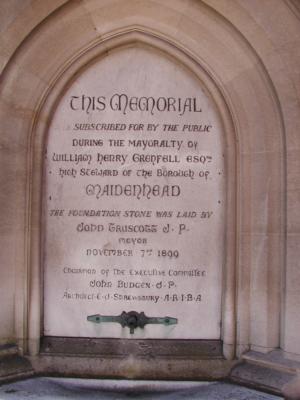 This Memorial
subscribed for by the public
during the mayoralty of
William Henry Grenfell Esqre
High Steward of the Borough of
Maidenhead
The foundation stone was laid by
John Truscott J. P.
Mayor
November 7th 1899
Chairman of the Executive Committee
John Budgen J.P.
Architect E.J. Shrewsbury A.R.I.B.A